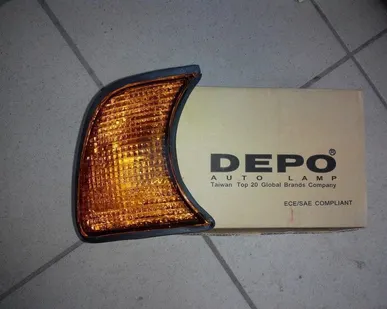 DEPO®
AUTO LAMP
Taiwan Top 20 Global Brands Company
ECE/SAE COMPLIANT